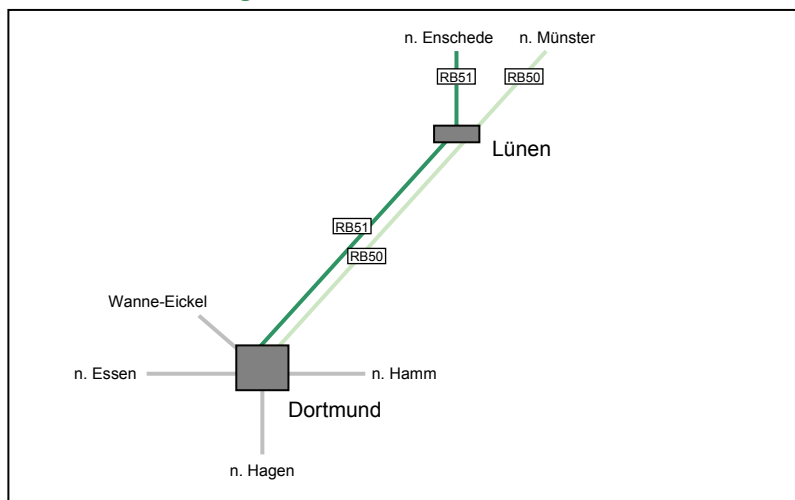 n. Enschede
n. Münster
RB51
RB50
Lünen
RB51
RB50
Wanne-Eickel
n. Essen
n. Hamm
Dortmund
n. Hagen